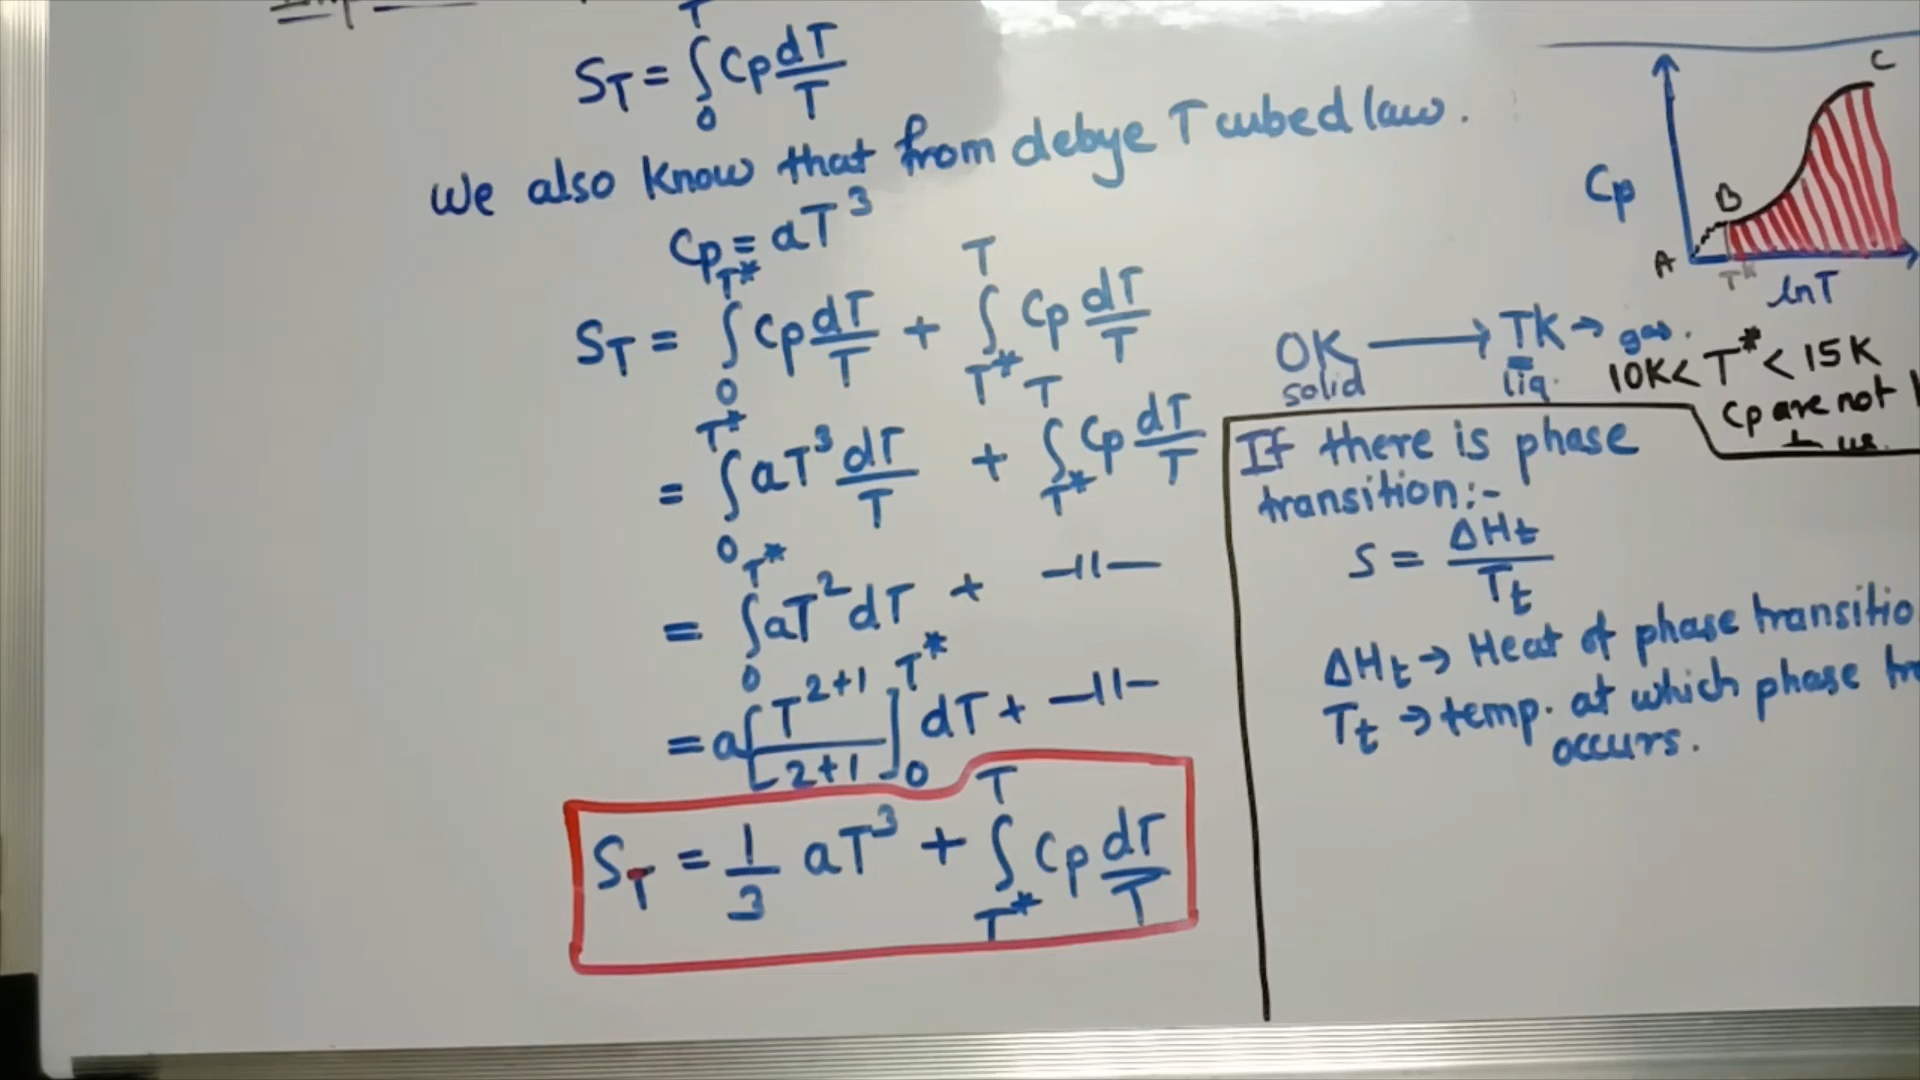 S_T = ∫₀ᵀ Cp dT/T
We also know that from debye T cubed law.
Cp = aT³
S_T = ∫₀^T* Cp dT/T + ∫_T*^T Cp dT/T
= ∫₀^T* aT³ dT/T + ∫_T*^T Cp dT/T
= ∫₀^T* aT² dT + —11—
= a[T²⁺¹/2+1]₀^T* dT + —11—
S_T = 1/3 aT³ + ∫_T*^T Cp dT/T
C
B
Cp
A
T*
lnT
0K → TK → gas.
solid liq.
10K < T* < 15K
Cp are not
us.
If there is phase
transition:-
S = ΔHt/Tt
ΔHt → Heat of phase transitio
Tt → temp. at which phase
occurs.